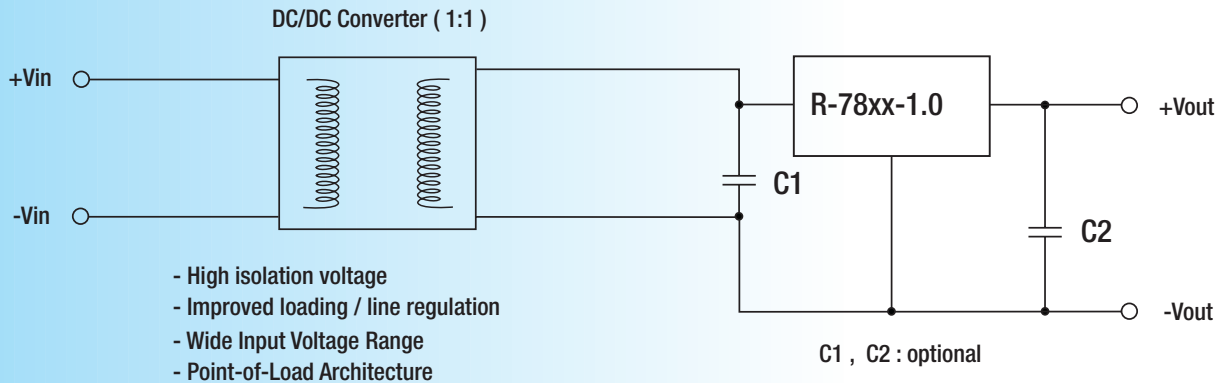 DC/DC Converter ( 1:1 )
+Vin
R-78xx-1.0
+Vout
C1
-Vin
C2
- High isolation voltage
- Improved loading / line regulation
- Wide Input Voltage Range
- Point-of-Load Architecture
-Vout
C1 , C2 : optional